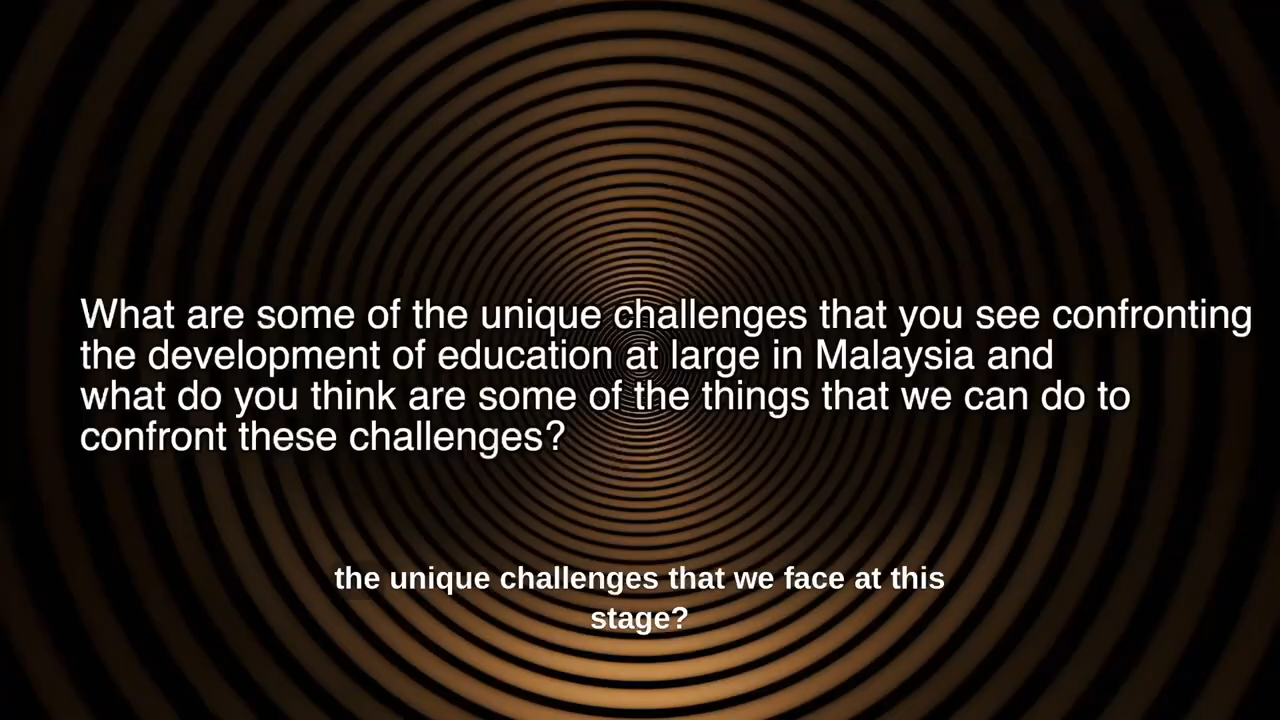 What are some of the unique challenges that you see confronting
the development of education at large in Malaysia and
what do you think are some of the things that we can do to
confront these challenges?
the unique challenges that we face at this
stage?